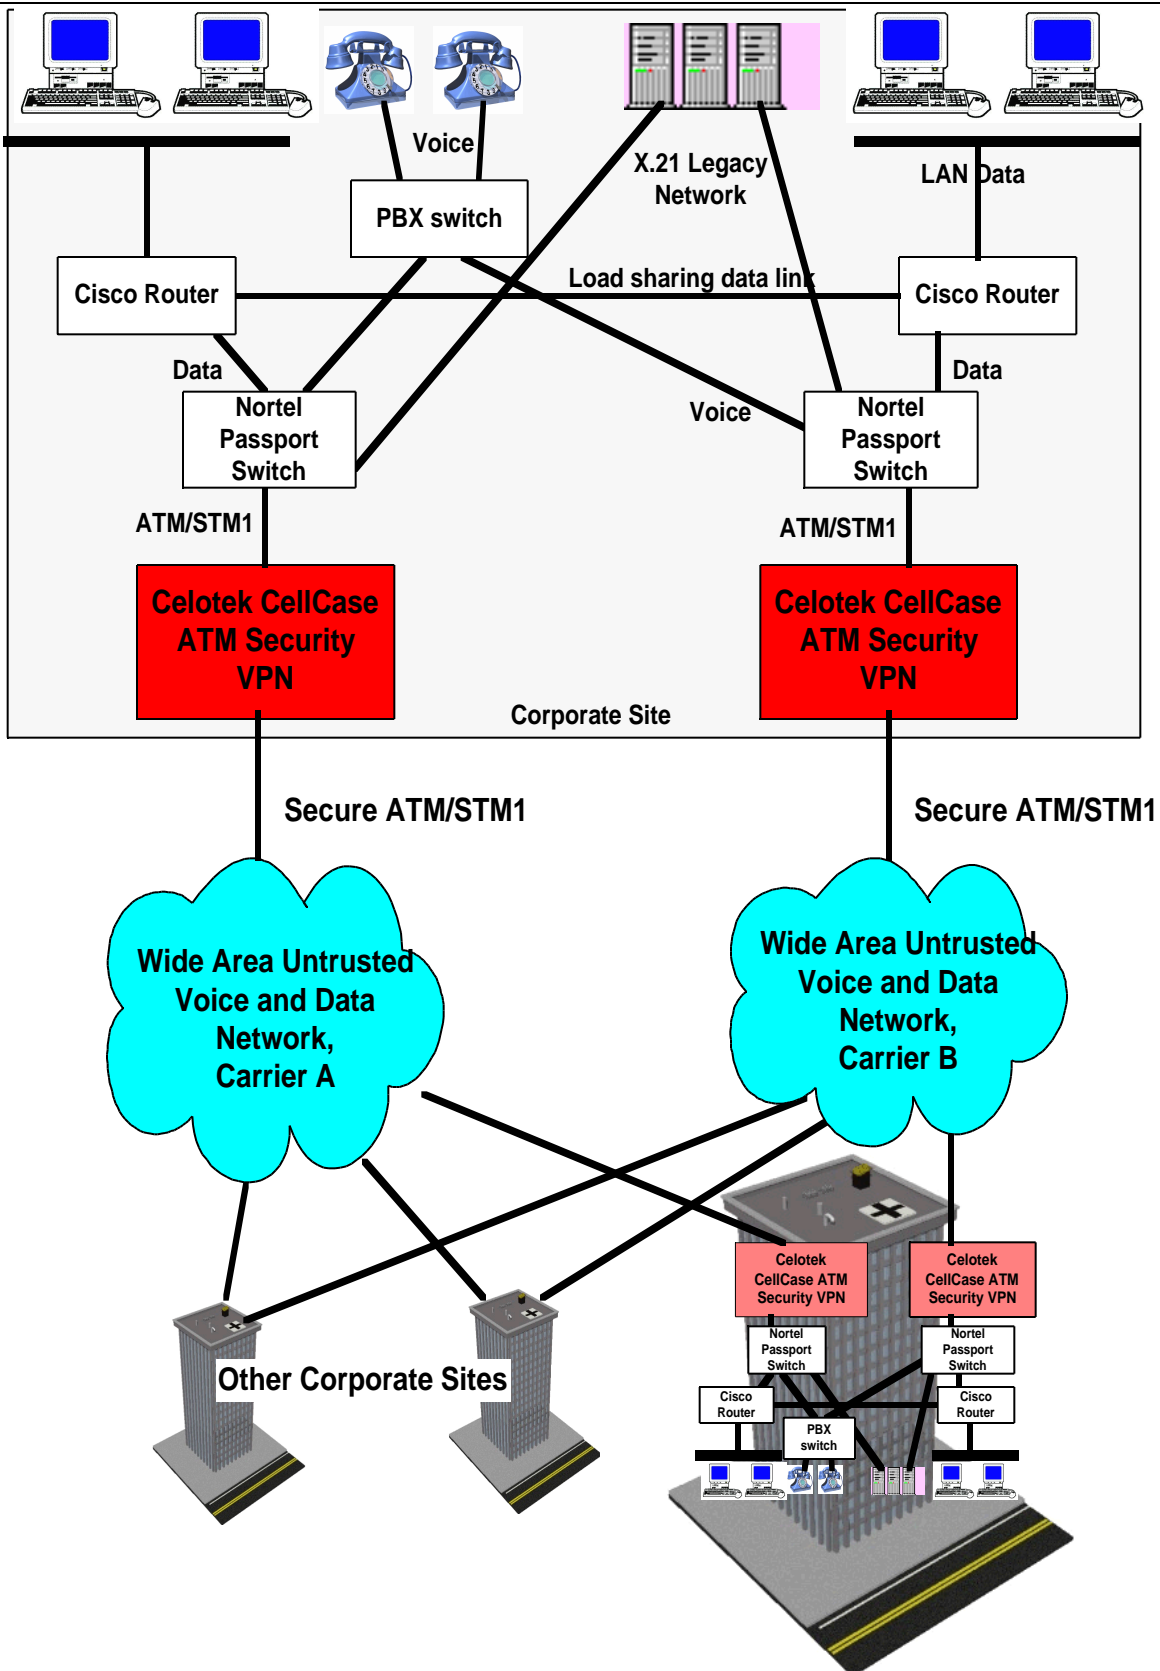 Voice
X.21 Legacy
Network
LAN Data
PBX switch
Cisco Router
Load sharing data link
Cisco Router
Data
Voice
Data
Nortel
Passport
Switch
Nortel
Passport
Switch
ATM/STM1
ATM/STM1
Celotek CellCase
ATM Security
VPN
Celotek CellCase
ATM Security
VPN
Corporate Site
Secure ATM/STM1
Secure ATM/STM1
Wide Area Untrusted
Voice and Data
Network,
Carrier A
Wide Area Untrusted
Voice and Data
Network,
Carrier B
Celotek
CellCase ATM
Security VPN
Celotek
CellCase ATM
Security VPN
Nortel
Passport
Switch
Nortel
Passport
Switch
Other Corporate Sites
Cisco
Router
Cisco
Router
PBX
switch